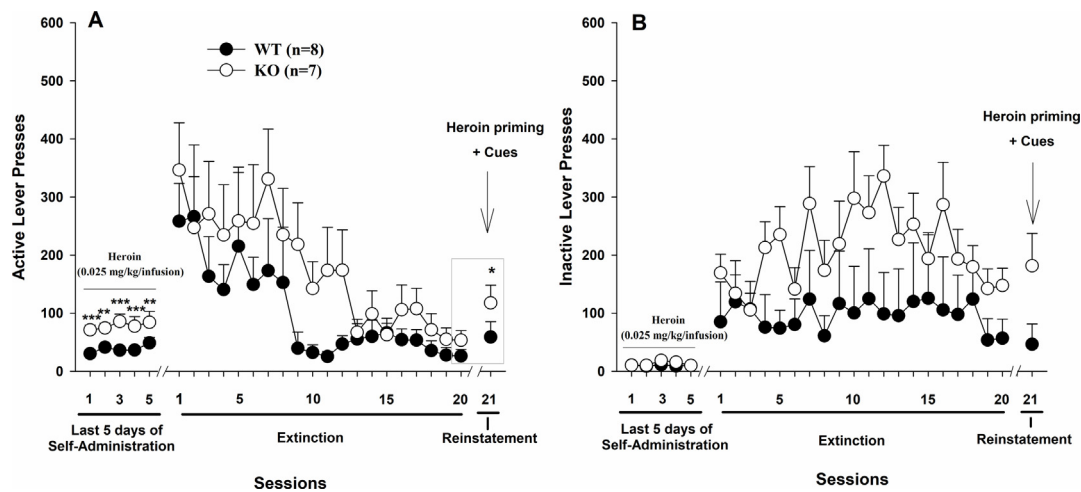 A
600
500
400
300
200
100
0
Active Lever Presses
WT (n=8)
KO (n=7)
Heroin priming
+ Cues
Heroin
(0.025 mg/kg/infusion)
*** ** *** *** **
*
1 3 5 1 5 10 15 20 21
Last 5 days of
Self-Administration
Extinction
Reinstatement
Sessions
B
600
500
400
300
200
100
0
Inactive Lever Presses
Heroin priming
+ Cues
Heroin
(0.025 mg/kg/infusion)
1 3 5 1 5 10 15 20 21
Last 5 days of
Self-Administration
Extinction
Reinstatement
Sessions